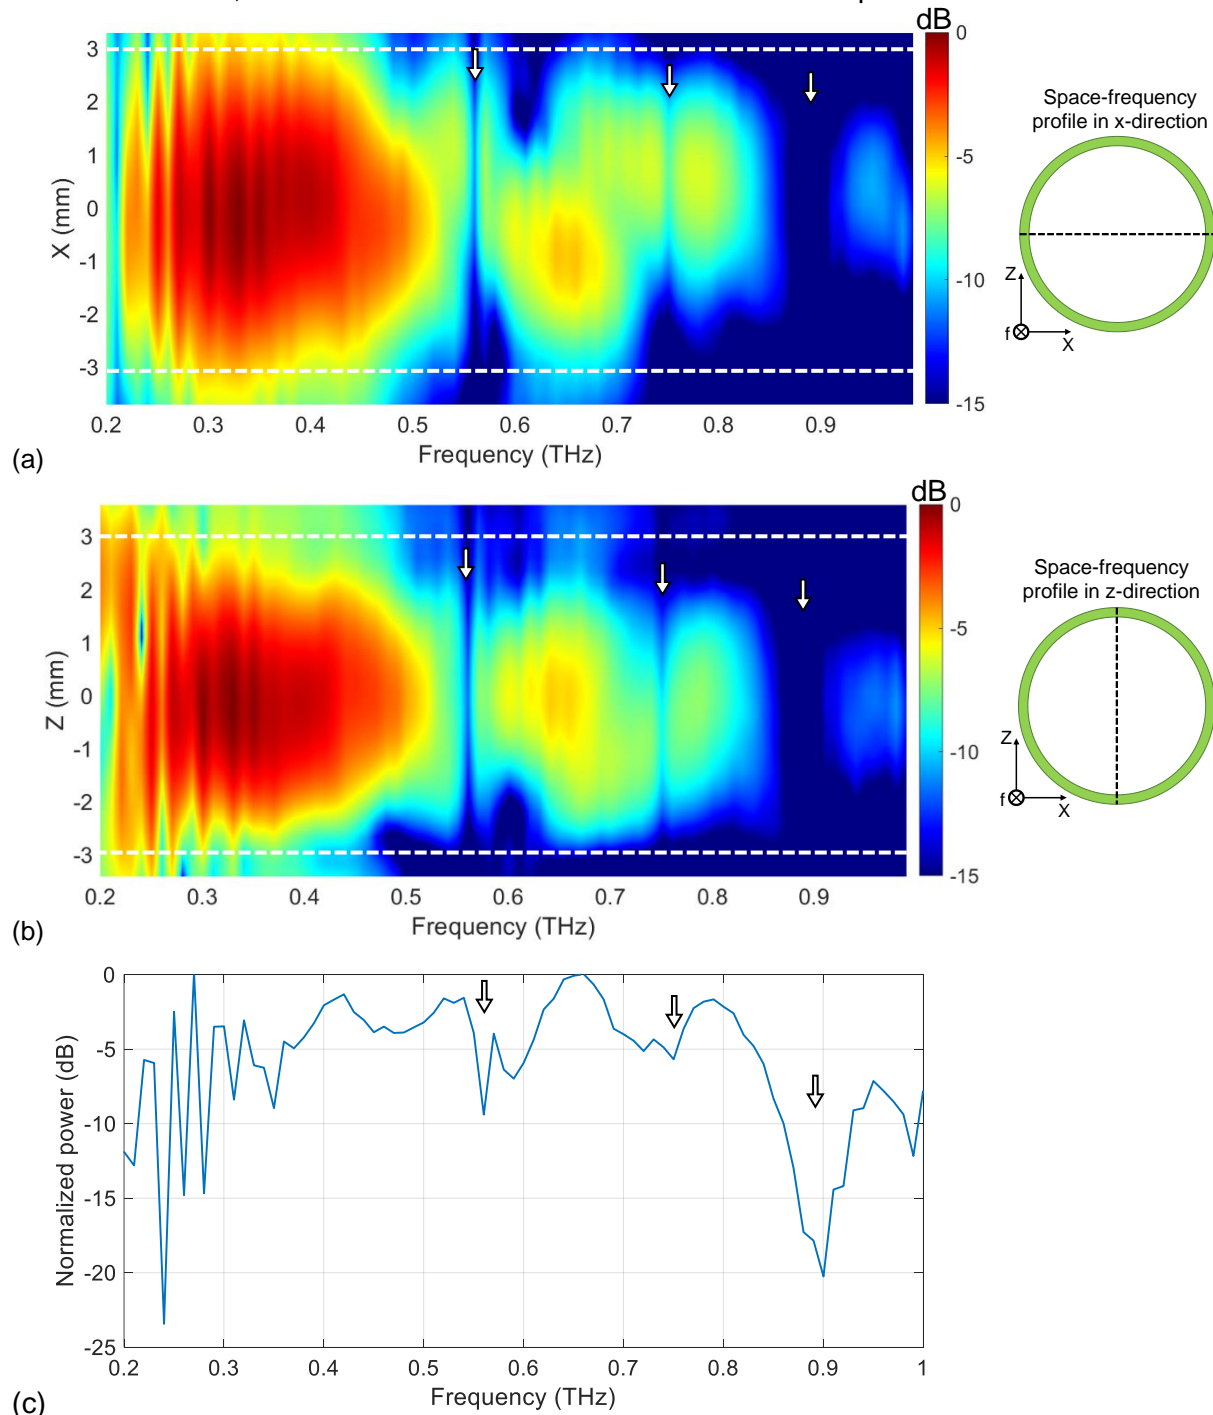 dB
0
-5
-10
-15
3
2
1
0
-1
-2
-3
X (mm)
0.2 0.3 0.4 0.5 0.6 0.7 0.8 0.9
Frequency (THz)
(a)
Space-frequency
profile in x-direction
Z
f
X
dB
0
-5
-10
-15
3
2
1
0
-1
-2
-3
Z (mm)
0.2 0.3 0.4 0.5 0.6 0.7 0.8 0.9
Frequency (THz)
(b)
Space-frequency
profile in z-direction
Z
f
X
0
-5
-10
-15
-20
-25
Normalized power (dB)
0.2 0.3 0.4 0.5 0.6 0.7 0.8 0.9 1
Frequency (THz)
(c)